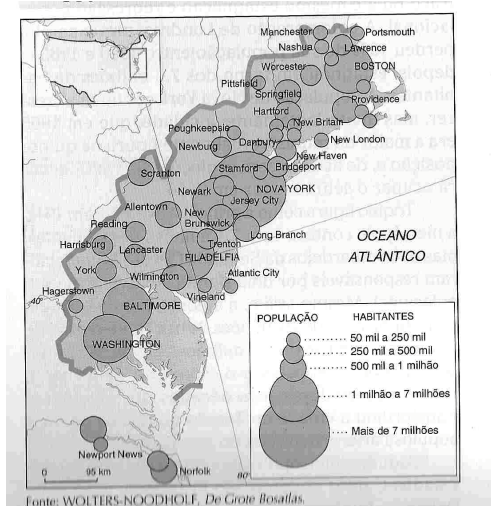 Manchester
Portsmouth
Nashua
Lawrence
Worcester
BOSTON
Pittsfield
Springfield
Providence
Hartford
Poughkeepsie
New Britain
Danbury
New London
Newburg
New Haven
Scranton
Stamford
Bridgeport
Newark
NOVA YORK
Jersey City
Allentown
New
Brunswick
Reading
Long Branch
Trenton
Harrisburg
Lancaster
FILADÉLFIA
York
Wilmington
Atlantic City
Hagerstown
Vineland
40°
BALTIMORE
WASHINGTON
OCEANO
ATLÂNTICO
POPULAÇÃO HABITANTES
50 mil a 250 mil
250 mil a 500 mil
500 mil a 1 milhão
1 milhão a 7 milhões
Mais de 7 milhões
Newport News
Norfolk
0 95 km
80°
Fonte: WOLTERS-NOODHOLF, De Grote Bosatlas.